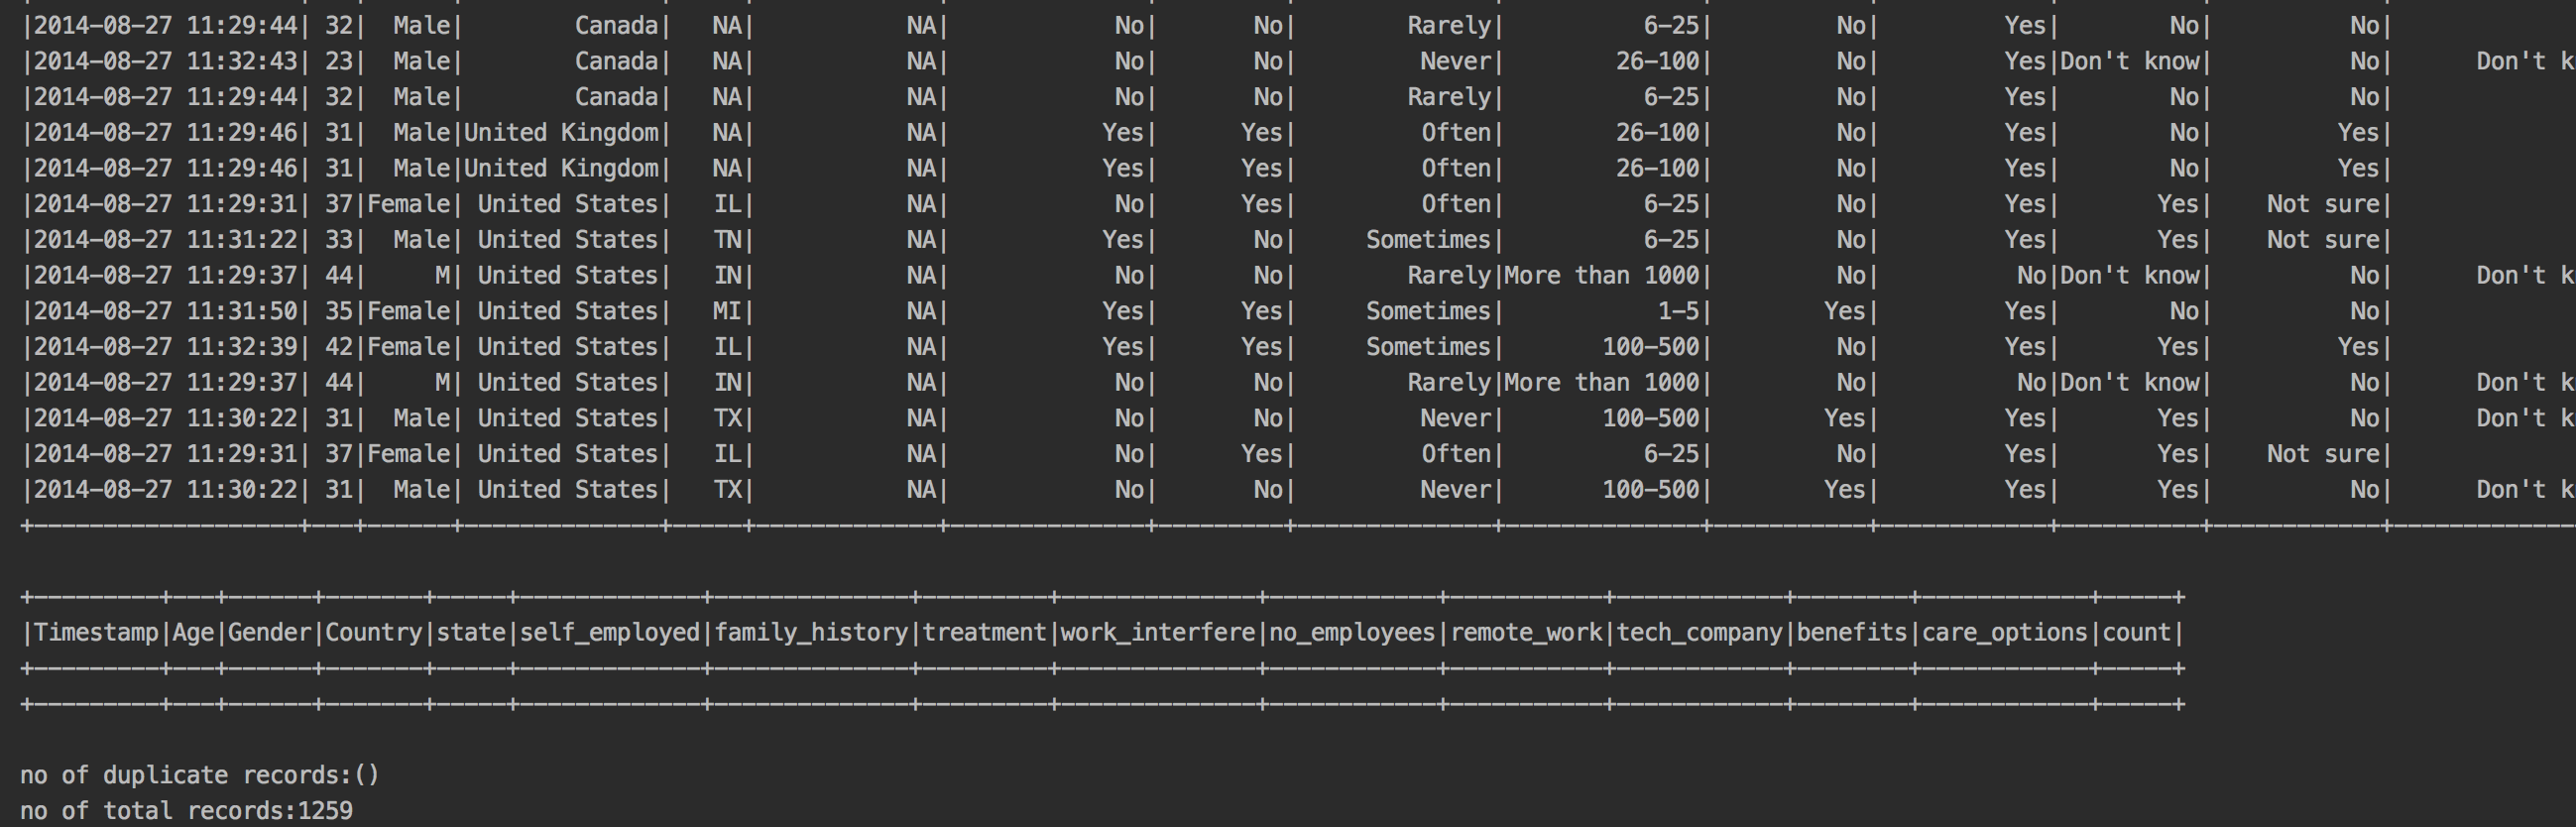 |2014-08-27 11:29:44| 32|  Male|        Canada|   NA|           NA|            No|       No|        Rarely|          6-25|         No|         Yes|        No|          No|
|2014-08-27 11:32:43| 23|  Male|        Canada|   NA|           NA|            No|       No|         Never|        26-100|         No|         Yes|Don't know|          No|      Don't k
|2014-08-27 11:29:44| 32|  Male|        Canada|   NA|           NA|            No|       No|        Rarely|          6-25|         No|         Yes|        No|          No|
|2014-08-27 11:29:46| 31|  Male|United Kingdom|   NA|           NA|           Yes|      Yes|         Often|        26-100|         No|         Yes|        No|         Yes|
|2014-08-27 11:29:46| 31|  Male|United Kingdom|   NA|           NA|           Yes|      Yes|         Often|        26-100|         No|         Yes|        No|         Yes|
|2014-08-27 11:29:31| 37|Female| United States|   IL|           NA|            No|      Yes|         Often|          6-25|         No|         Yes|       Yes|    Not sure|
|2014-08-27 11:31:22| 33|  Male| United States|   TN|           NA|           Yes|       No|     Sometimes|          6-25|         No|         Yes|       Yes|    Not sure|
|2014-08-27 11:29:37| 44|     M| United States|   IN|           NA|            No|       No|        Rarely|More than 1000|         No|          No|Don't know|          No|      Don't k
|2014-08-27 11:31:50| 35|Female| United States|   MI|           NA|           Yes|      Yes|     Sometimes|           1-5|        Yes|         Yes|        No|          No|
|2014-08-27 11:32:39| 42|Female| United States|   IL|           NA|           Yes|      Yes|     Sometimes|       100-500|         No|         Yes|       Yes|         Yes|
|2014-08-27 11:29:37| 44|     M| United States|   IN|           NA|            No|       No|        Rarely|More than 1000|         No|          No|Don't know|          No|      Don't k
|2014-08-27 11:30:22| 31|  Male| United States|   TX|           NA|            No|       No|         Never|       100-500|        Yes|         Yes|       Yes|          No|      Don't k
|2014-08-27 11:29:31| 37|Female| United States|   IL|           NA|            No|      Yes|         Often|          6-25|         No|         Yes|       Yes|    Not sure|
|2014-08-27 11:30:22| 31|  Male| United States|   TX|           NA|            No|       No|         Never|       100-500|        Yes|         Yes|       Yes|          No|      Don't k
+-------------------+---+------+--------------+-----+-------------+--------------+---------+--------------+--------------+-----------+------------+----------+------------+-------------
+---------+---+------+-------+-----+-------------+--------------+---------+--------------+------------+-----------+------------+--------+------------+-----+
|Timestamp|Age|Gender|Country|state|self_employed|family_history|treatment|work_interfere|no_employees|remote_work|tech_company|benefits|care_options|count|
+---------+---+------+-------+-----+-------------+--------------+---------+--------------+------------+-----------+------------+--------+------------+-----+
+---------+---+------+-------+-----+-------------+--------------+---------+--------------+------------+-----------+------------+--------+------------+-----+
no of duplicate records:()
no of total records:1259